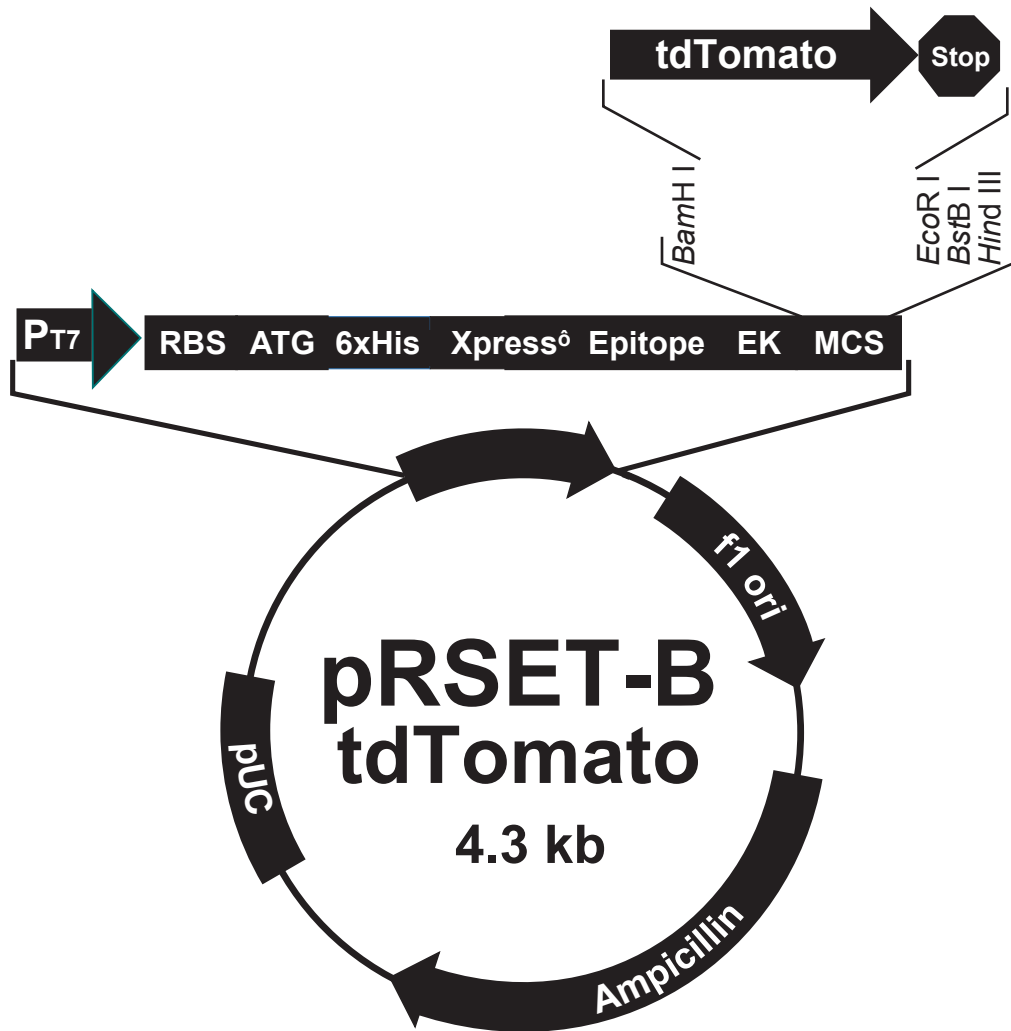 tdTomato Stop
BamH I
EcoR I
BstB I
Hind III
PT7 RBS ATG 6xHis Xpressô Epitope EK MCS
f1 ori
pRSET-B
tdTomato
4.3 kb
pUC
Ampicillin